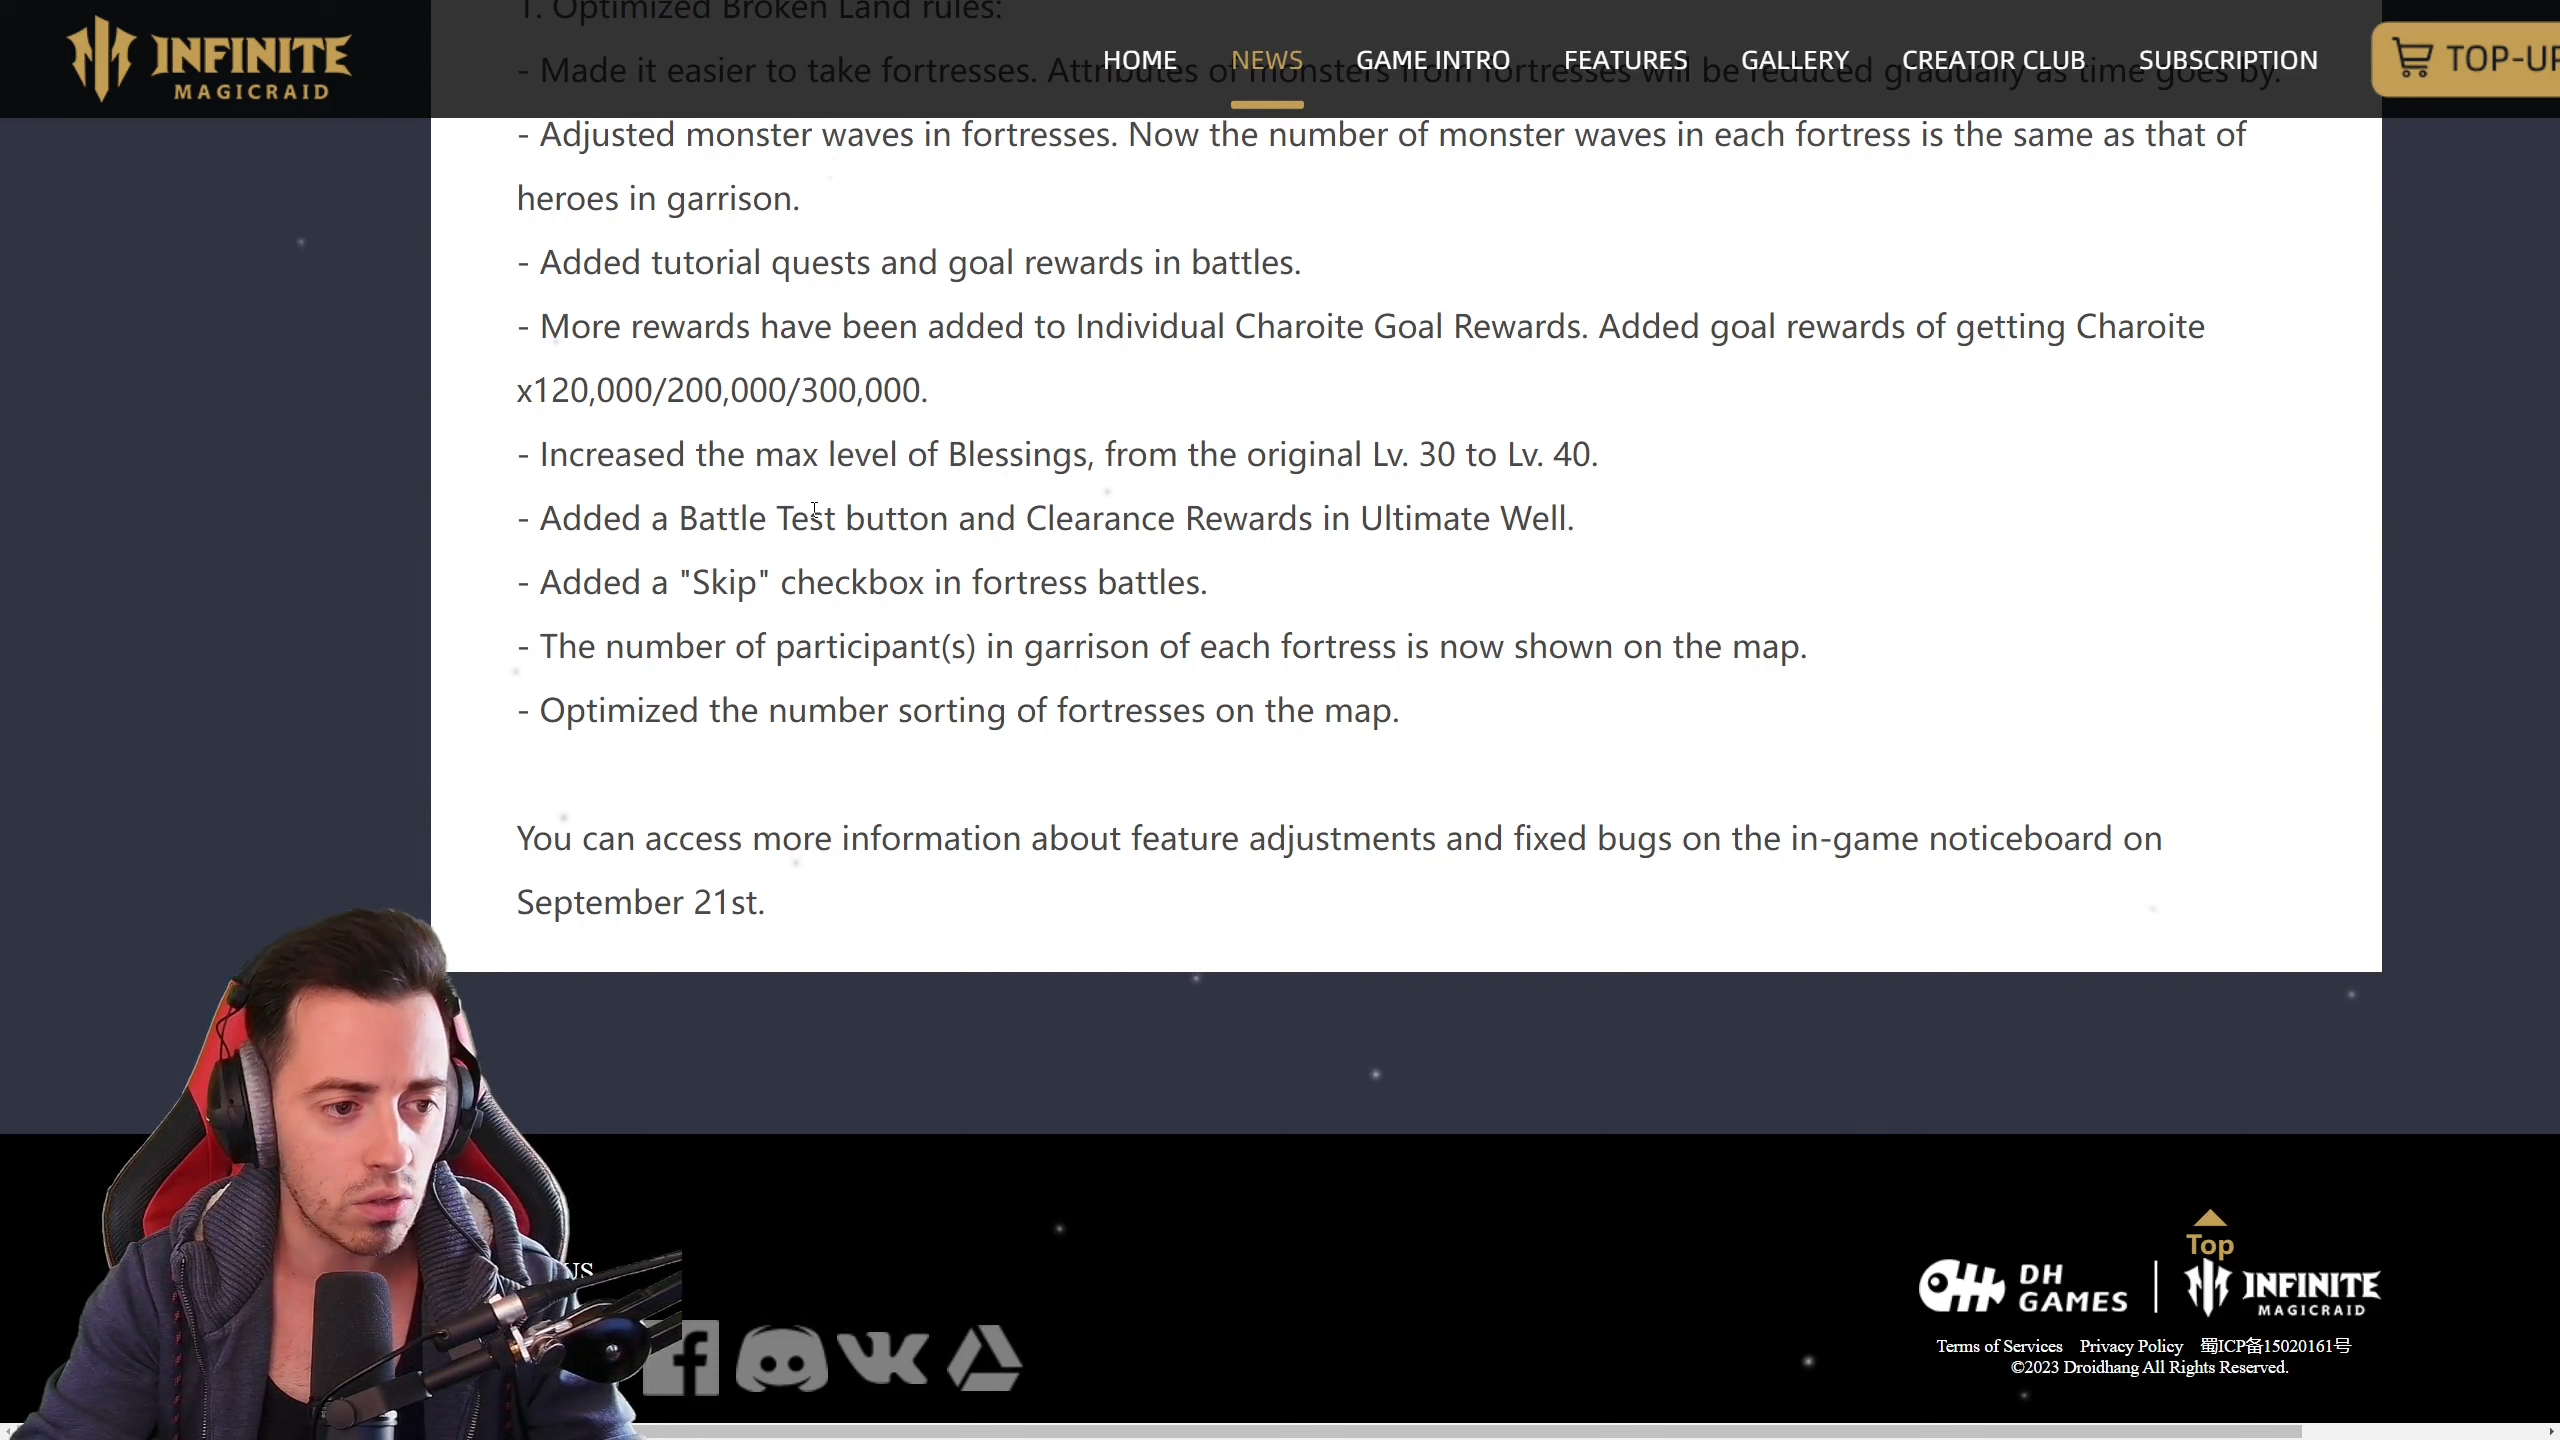 1. Optimized Broken Land rules:
INFINITE
MAGICRAID
HOME NEWS GAME INTRO FEATURES GALLERY CREATOR CLUB SUBSCRIPTION TOP-UP
- Made it easier to take fortresses. Attributes of monsters from fortresses will be reduced gradually as time goes by.
- Adjusted monster waves in fortresses. Now the number of monster waves in each fortress is the same as that of
heroes in garrison.
- Added tutorial quests and goal rewards in battles.
- More rewards have been added to Individual Charoite Goal Rewards. Added goal rewards of getting Charoite
x120,000/200,000/300,000.
- Increased the max level of Blessings, from the original Lv. 30 to Lv. 40.
- Added a Battle Test button and Clearance Rewards in Ultimate Well.
- Added a "Skip" checkbox in fortress battles.
- The number of participant(s) in garrison of each fortress is now shown on the map.
- Optimized the number sorting of fortresses on the map.
You can access more information about feature adjustments and fixed bugs on the in-game noticeboard on
September 21st.
US
Top
DH
GAMES
INFINITE
MAGICRAID
Terms of Services Privacy Policy 蜀ICP备15020161号
©2023 Droidhang All Rights Reserved.